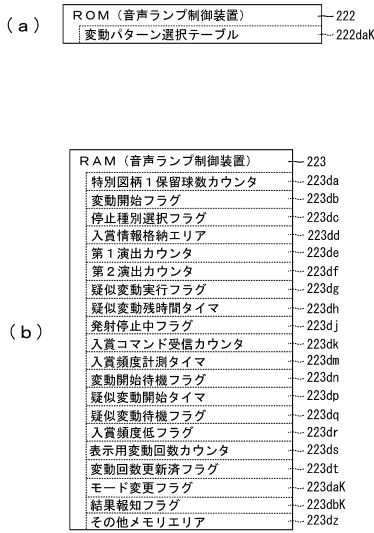 (a)
ROM(音声ランプ制御装置) 222
変動パターン選択テーブル 222daK
(b)
RAM(音声ランプ制御装置) 223
特別図柄1保留球数カウンタ 223da
変動開始フラグ 223db
停止種別選択フラグ 223dc
入賞情報格納エリア 223dd
第1演出カウンタ 223de
第2演出カウンタ 223df
疑似変動実行フラグ 223dg
疑似変動残時間タイマ 223dh
発射停止中フラグ 223dj
入賞コマンド受信カウンタ 223dk
入賞頻度計測タイマ 223dm
変動開始待機フラグ 223dn
疑似変動開始タイマ 223dp
疑似変動待機フラグ 223dq
入賞頻度低フラグ 223dr
表示用変動回数カウンタ 223ds
変動回数更新済フラグ 223dt
モード変更フラグ 223daK
結果報知フラグ 223dbK
その他メモリエリア 223dz